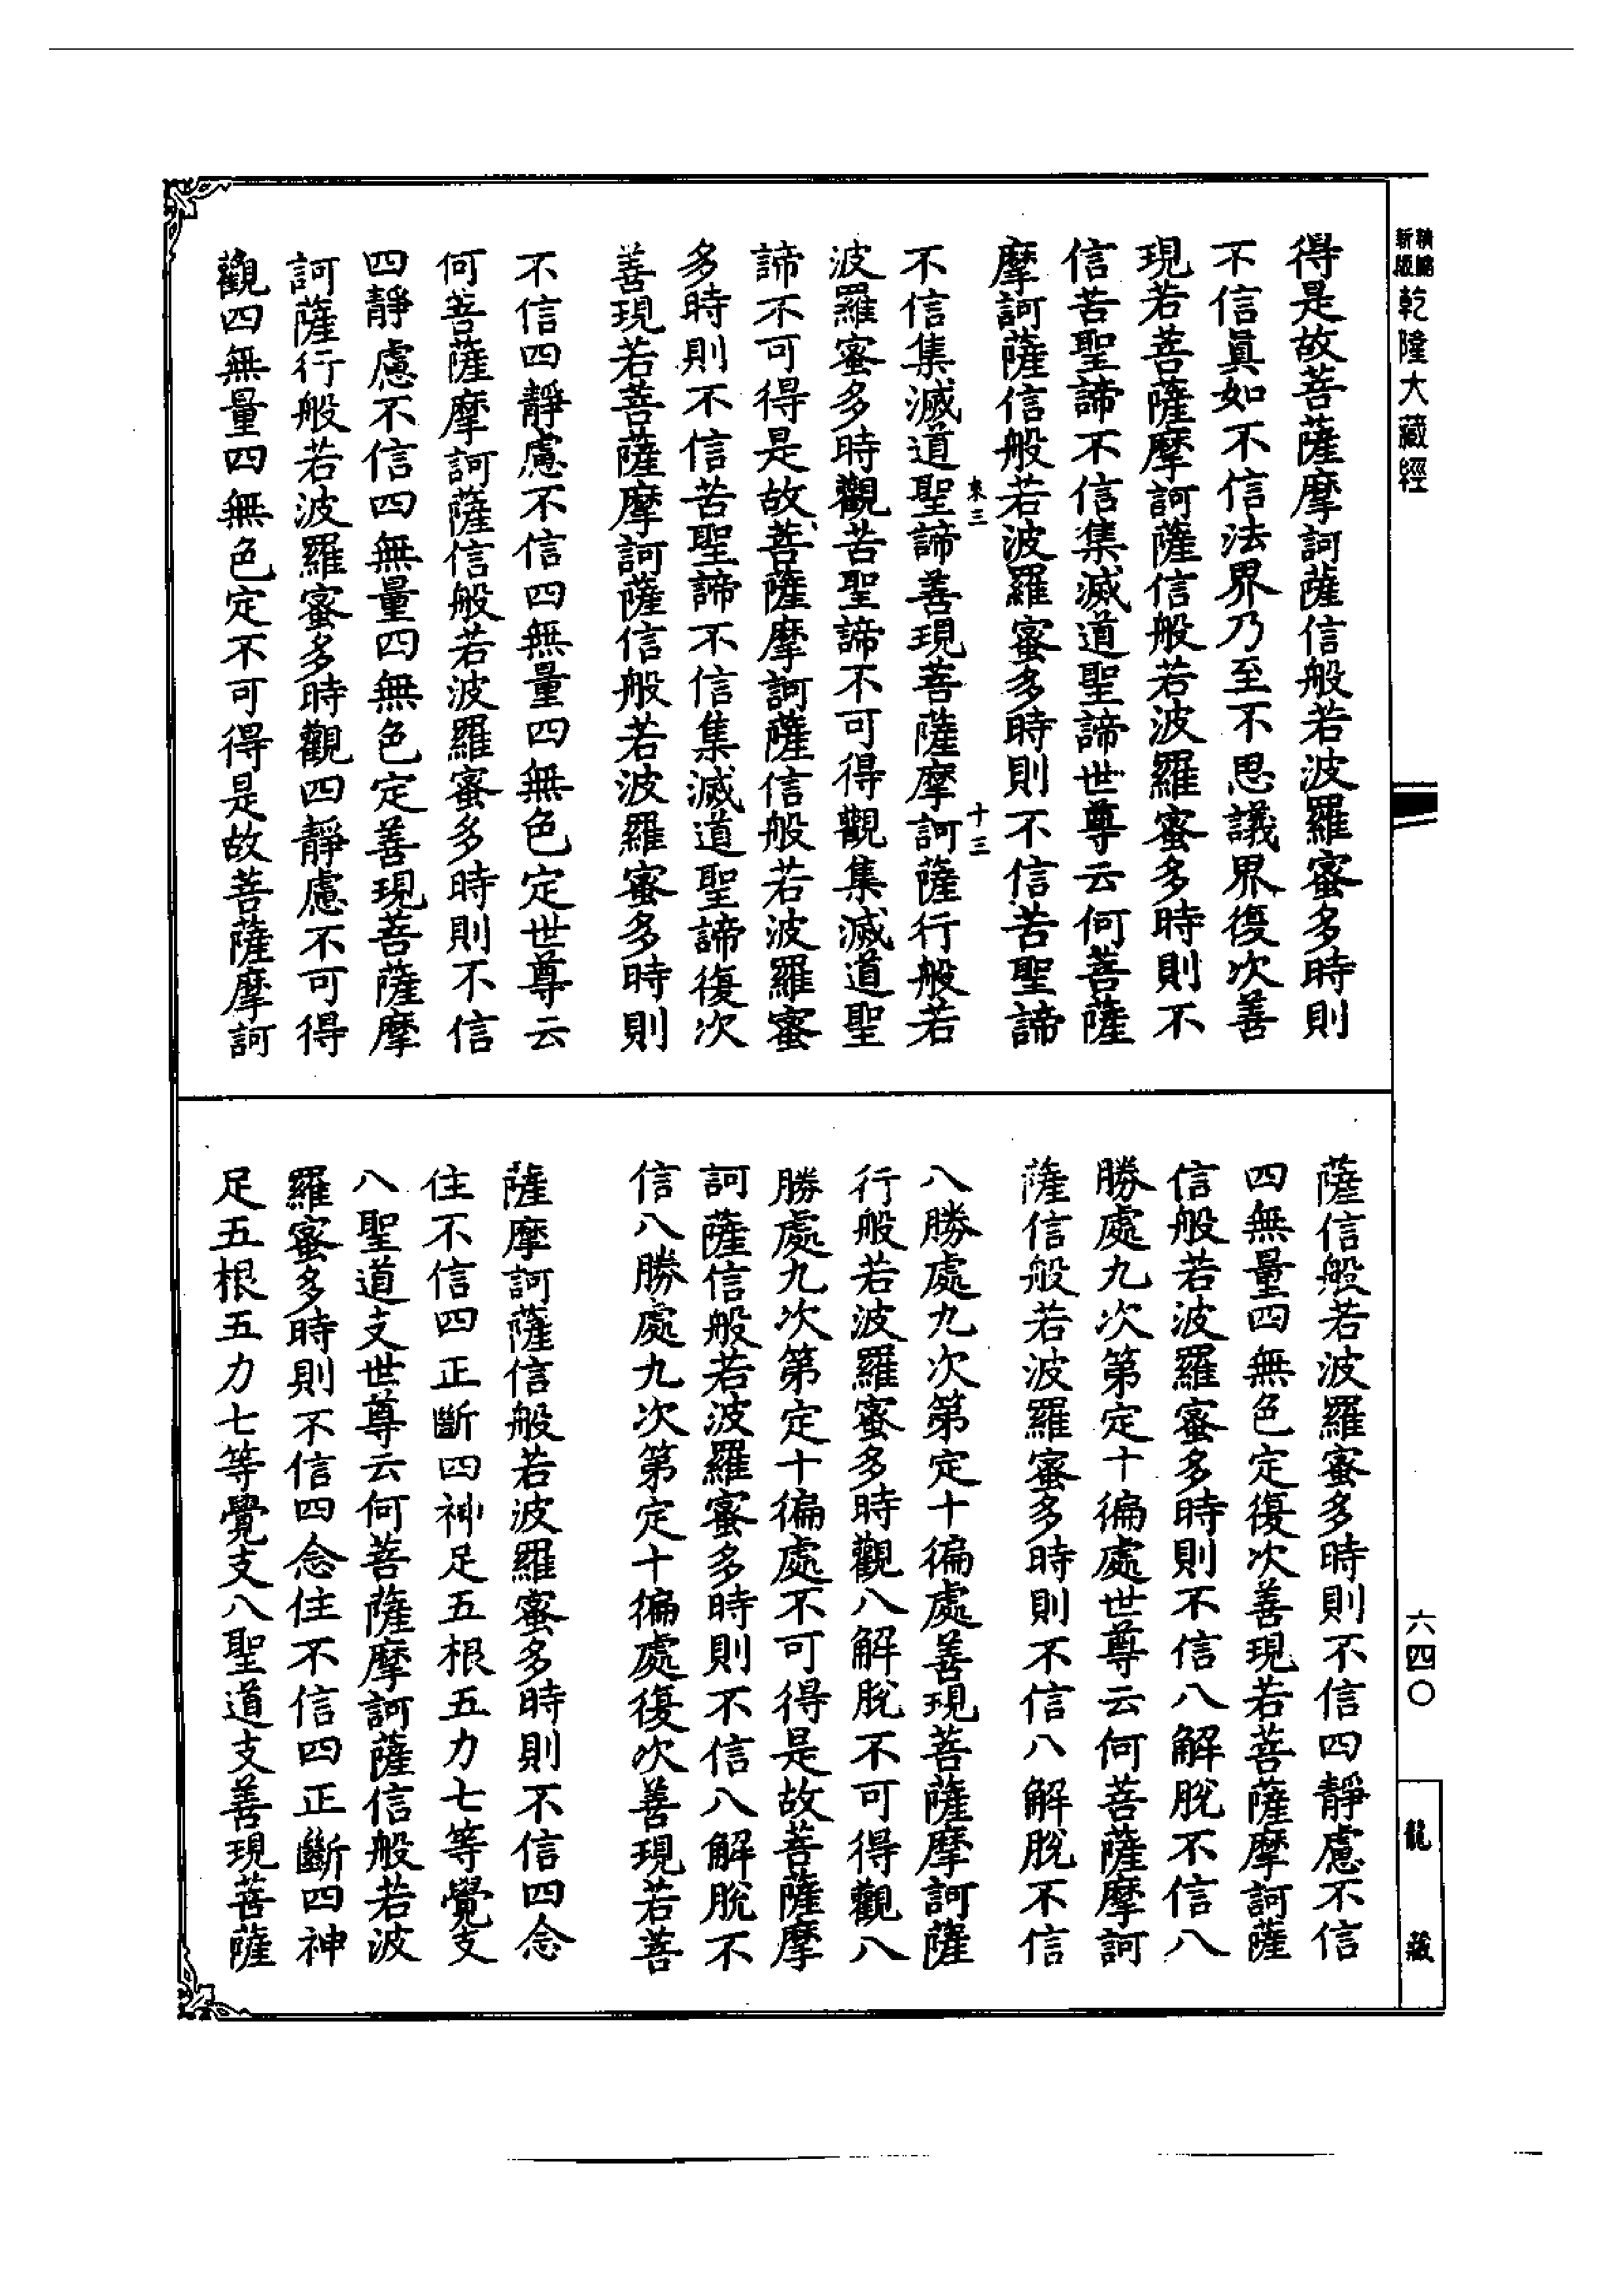 新版
精縮
乾隆大藏經
得是故菩薩摩訶薩信般若波羅蜜多時則
不信眞如不信法界乃至不思議界復次善
現若菩薩摩訶薩信般若波羅蜜多時則不
信苦聖諦不信集滅道聖諦世尊云何菩薩
摩訶薩信般若波羅蜜多時則不信苦聖諦
來三
十三
不信集滅道聖諦善現菩薩摩訶薩行般若
波羅蜜多時觀苦聖諦不可得觀集滅道聖
諦不可得是故菩薩摩訶薩信般若波羅蜜
多時則不信苦聖諦不信集滅道聖諦復次
善現若菩薩摩訶薩信般若波羅蜜多時則
不信四靜慮不信四無量四無色定世尊云
何菩薩摩訶薩信般若波羅蜜多時則不信
四靜慮不信四無量四無色定善現菩薩摩
訶薩行般若波羅蜜多時觀四靜慮不可得
觀四無量四無色定不可得是故菩薩摩訶
薩信般若波羅蜜多時則不信四靜慮不信
四無量四無色定復次善現若菩薩摩訶薩
信般若波羅蜜多時則不信八解脫不信八
勝處九次第定十徧處世尊云何菩薩摩訶
薩信般若波羅蜜多時則不信八解脫不信
八勝處九次第定十徧處善現菩薩摩訶薩
行般若波羅蜜多時觀八解脫不可得觀八
勝處九次第定十徧處不可得是故菩薩摩
訶薩信般若波羅蜜多時則不信八解脫不
信八勝處九次第定十徧處復次善現若菩
薩摩訶薩信般若波羅蜜多時則不信四念
住不信四正斷四神足五根五力七等覺支
八聖道支世尊云何菩薩摩訶薩信般若波
羅蜜多時則不信四念住不信四正斷四神
足五根五力七等覺支八聖道支善現菩薩
六四〇
龍藏